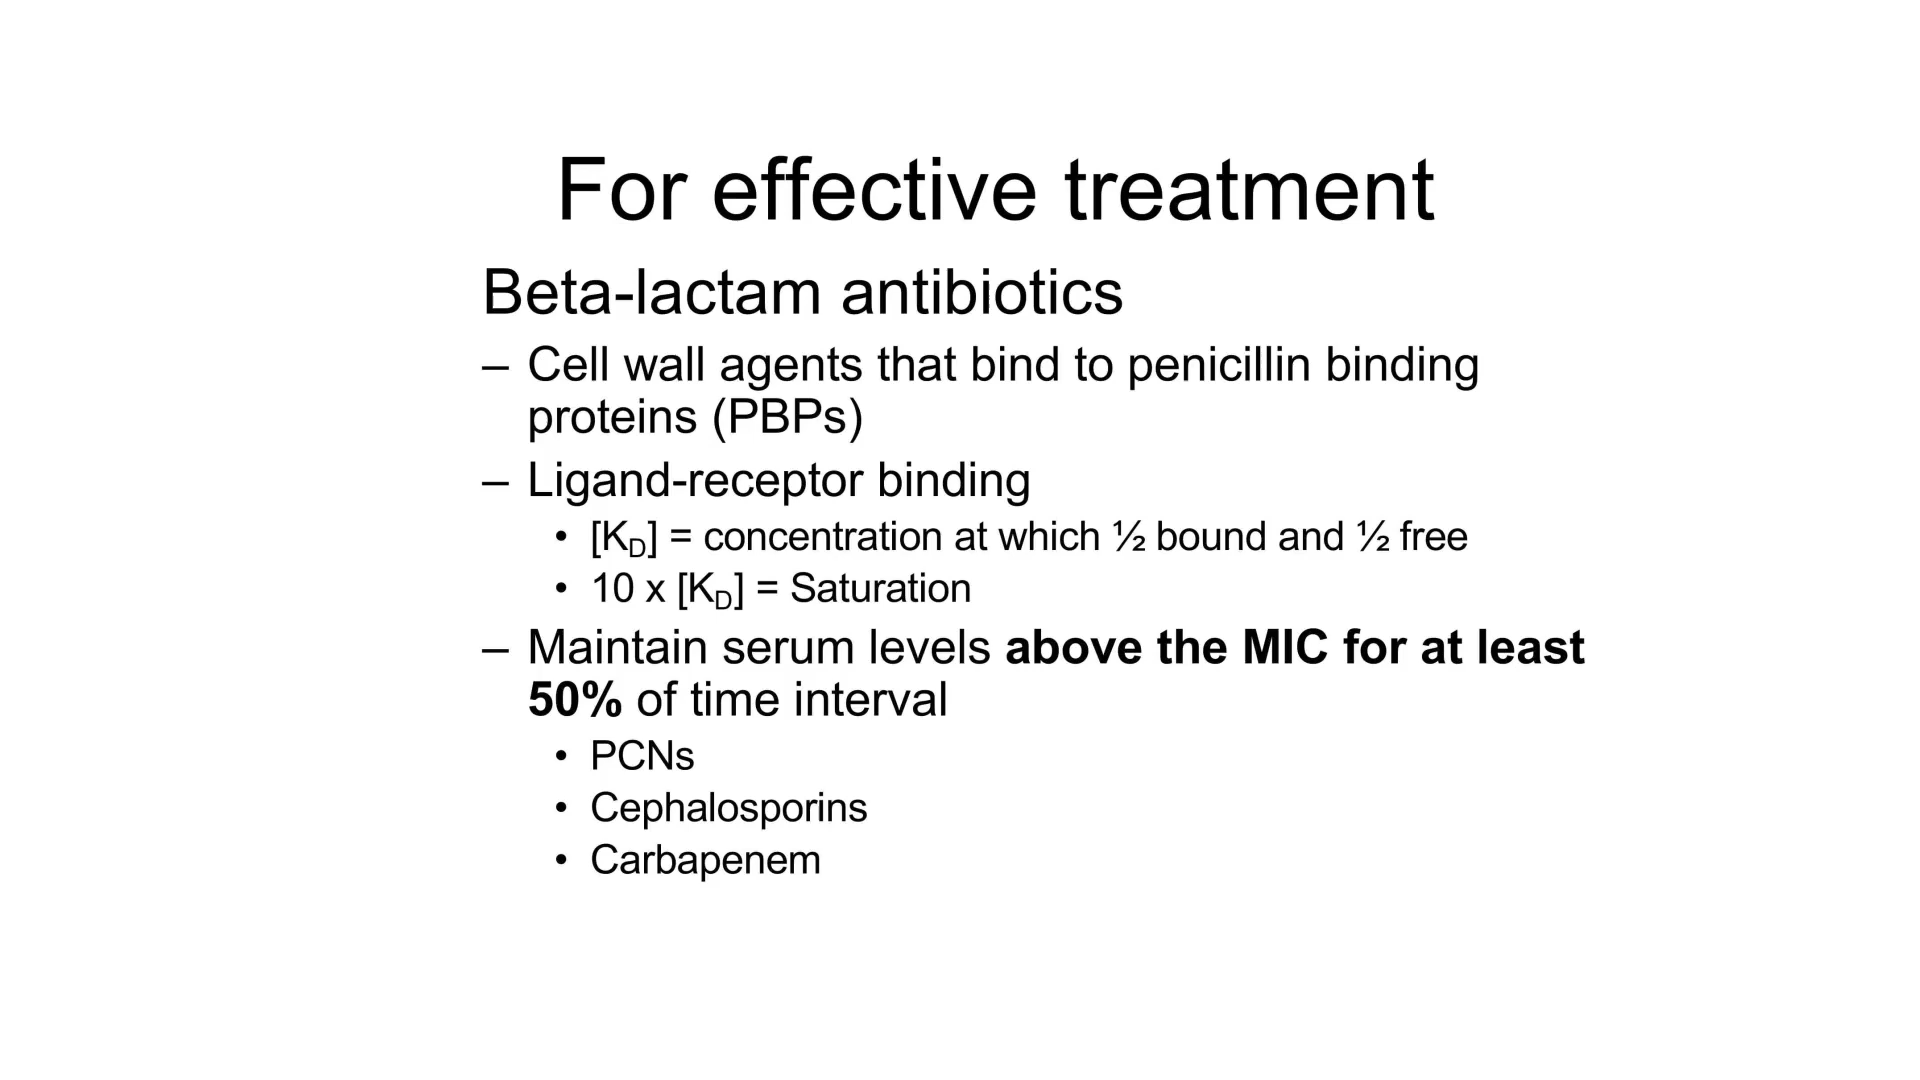 For effective treatment
Beta-lactam antibiotics
– Cell wall agents that bind to penicillin binding
proteins (PBPs)
– Ligand-receptor binding
• [KD] = concentration at which ½ bound and ½ free
• 10 x [KD] = Saturation
– Maintain serum levels above the MIC for at least
50% of time interval
• PCNs
• Cephalosporins
• Carbapenem